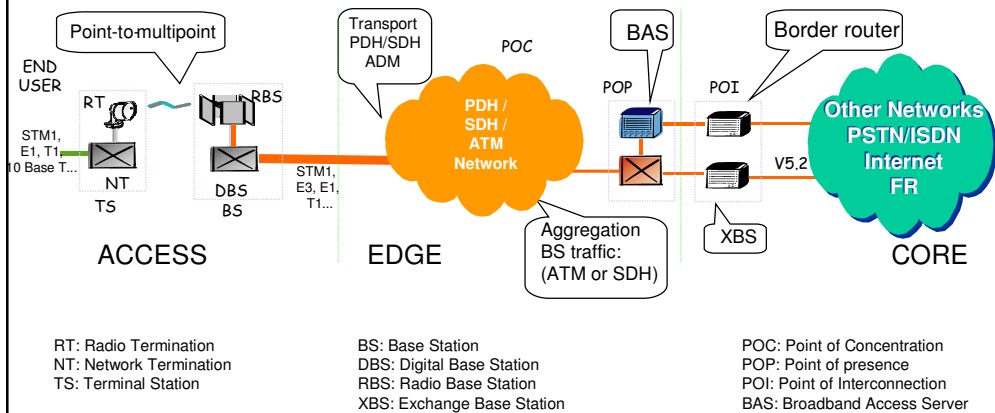 Point-to-multipoint
Transport
PDH/SDH
ADM
POC
BAS
Border router
END
USER
RT
RBS
POP
POI
STM1,
E1, T1,
10 Base T...
NT
TS
DBS
BS
STM1,
E3, E1,
T1...
PDH /
SDH /
ATM
Network
V5.2
Other Networks
PSTN/ISDN
Internet
FR
XBS
Aggregation
BS traffic:
(ATM or SDH)
ACCESS
EDGE
CORE
RT: Radio Termination
NT: Network Termination
TS: Terminal Station
BS: Base Station
DBS: Digital Base Station
RBS: Radio Base Station
XBS: Exchange Base Station
POC: Point of Concentration
POP: Point of presence
POI: Point of Interconnection
BAS: Broadband Access Server